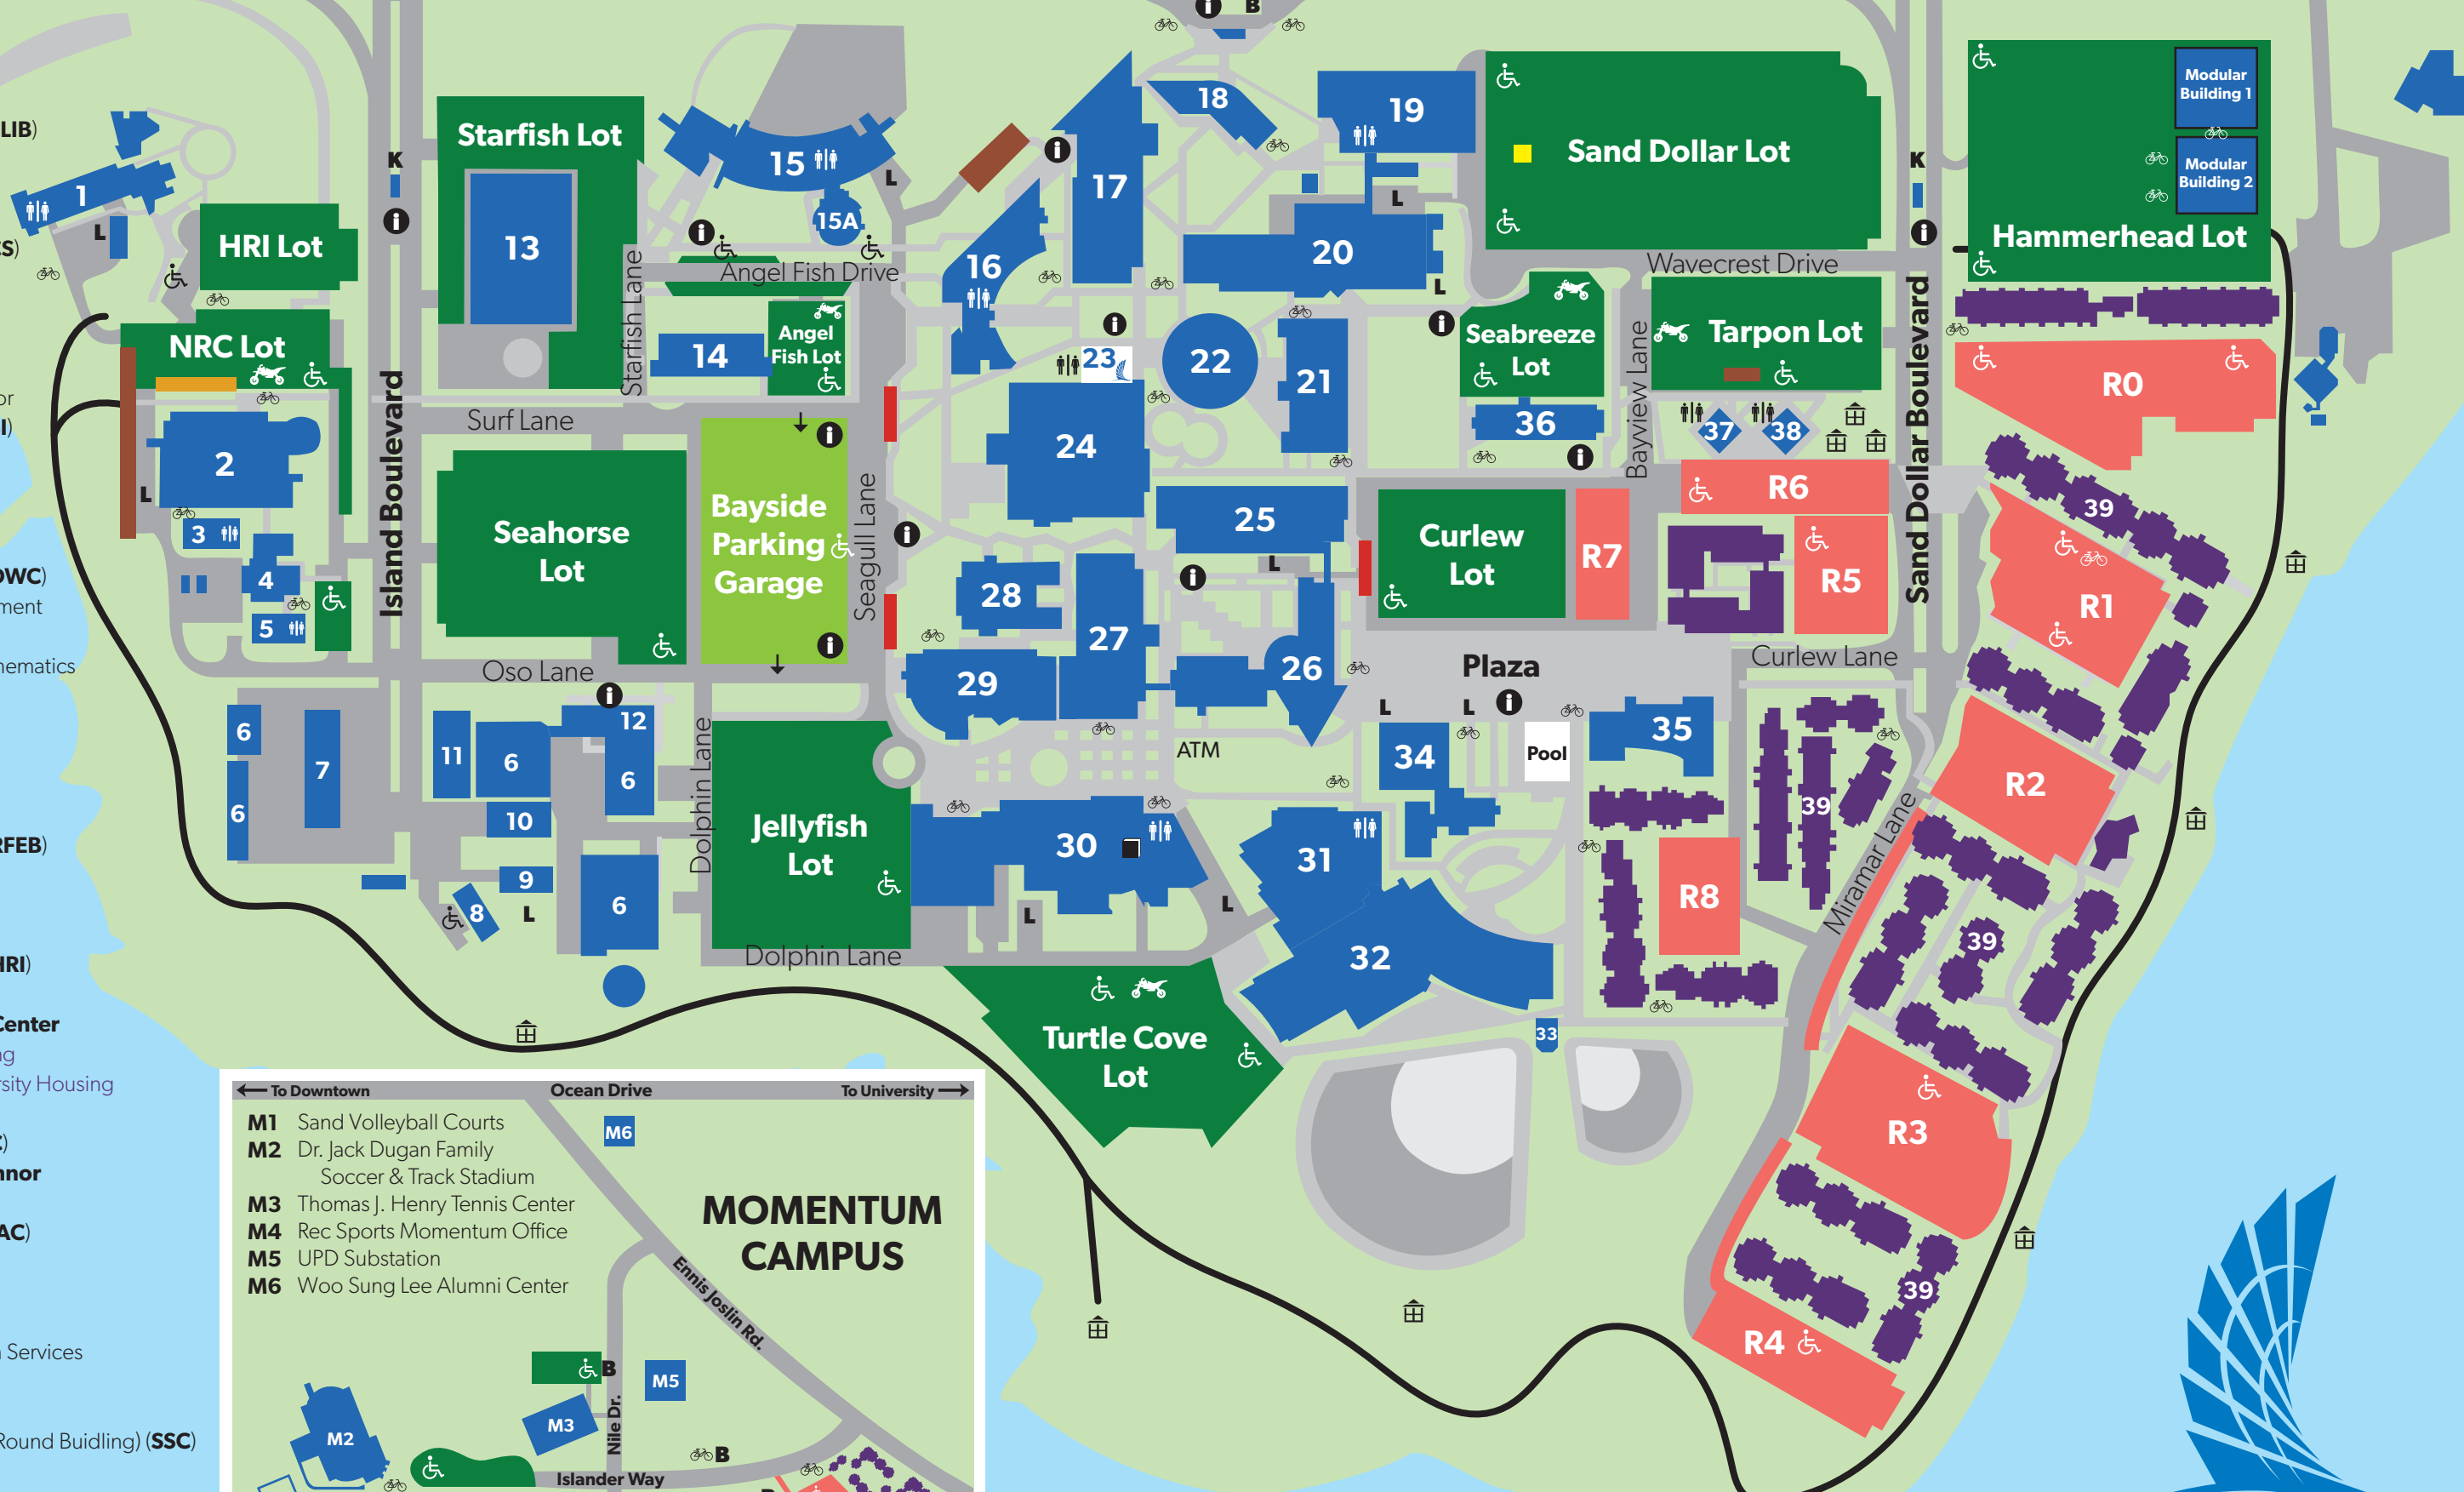 LIB)
CS)
or
I)
OWC)
ment
hematics
RFEB)
HRI)
Center
ng
rsity Housing
nnor
AC)
n Services
Round Buidling) (SSC)
B
K
K
1
L
HRI Lot
NRC Lot
2
L
3
4
5
6
6
7
Island Boulevard
Starfish Lot
13
Starfish Lane
15
15A
L
Angel Fish Drive
14
Angel
Fish Lot
Surf Lane
Seahorse
Lot
Bayside
Parking
Garage
Seagull Lane
Oso Lane
11
6
12
6
10
9
8
L
6
Dolphin Lane
Jellyfish
Lot
Dolphin Lane
16
17
18
19
L
20
L
21
22
23
24
25
L
26
27
28
29
ATM
30
L
L
31
32
33
Turtle Cove
Lot
Sand Dollar Lot
Wavecrest Drive
Seabreeze
Lot
Bayview Lane
Tarpon Lot
36
37
38
Curlew
Lot
R7
R6
R5
Plaza
Curlew Lane
L
L
34
Pool
35
R8
39
Sand Dollar Boulevard
Modular
Building 1
Modular
Building 2
Hammerhead Lot
R0
39
R1
R2
Miramar Lane
39
R3
39
R4
To Downtown
Ocean Drive
To University
M1 Sand Volleyball Courts
M2 Dr. Jack Dugan Family
Soccer & Track Stadium
M3 Thomas J. Henry Tennis Center
M4 Rec Sports Momentum Office
M5 UPD Substation
M6 Woo Sung Lee Alumni Center
M6
MOMENTUM
CAMPUS
Ennis Joslin Rd.
B
M5
M3
M2
Nile Dr.
B
Islander Way